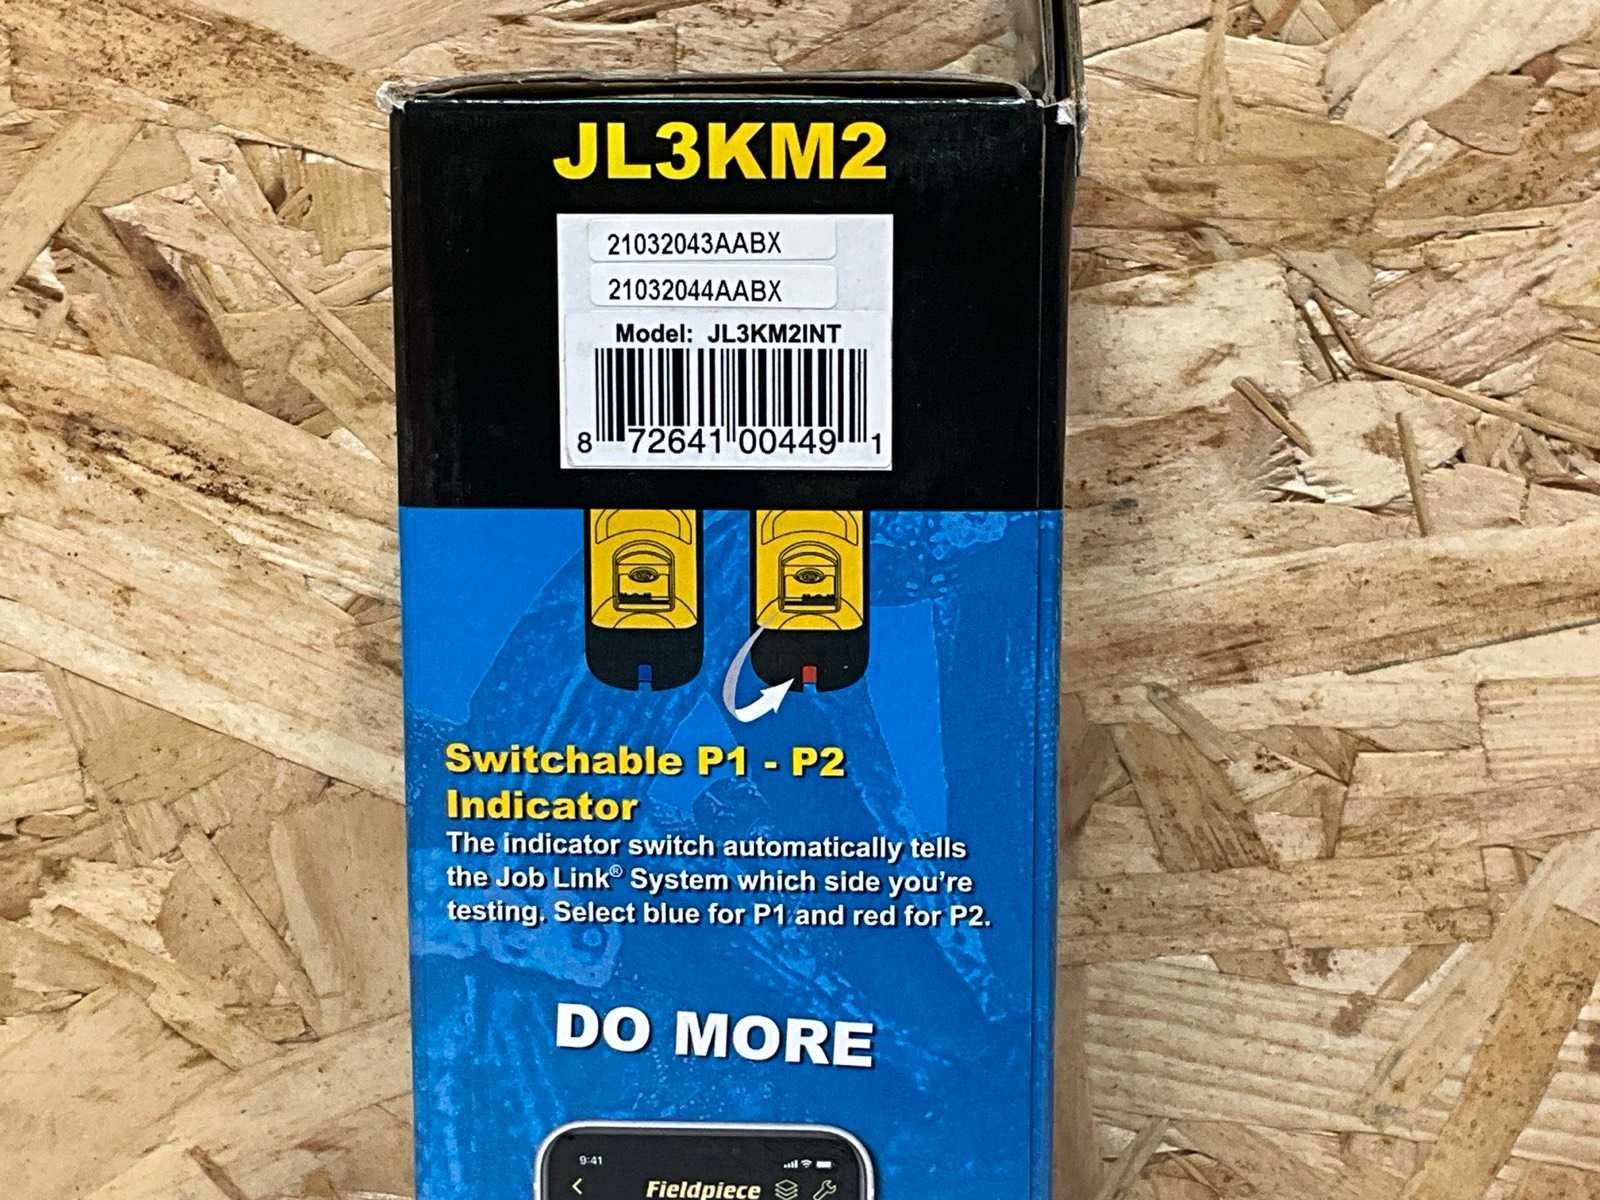 JL3KM2
21032043AABX
21032044AABX
Model: JL3KM2INT
8 72641 00449 1
Switchable P1 - P2
Indicator
The indicator switch automatically tells
the Job Link® System which side you're
testing. Select blue for P1 and red for P2.
DO MORE
9:41
Fieldpiece